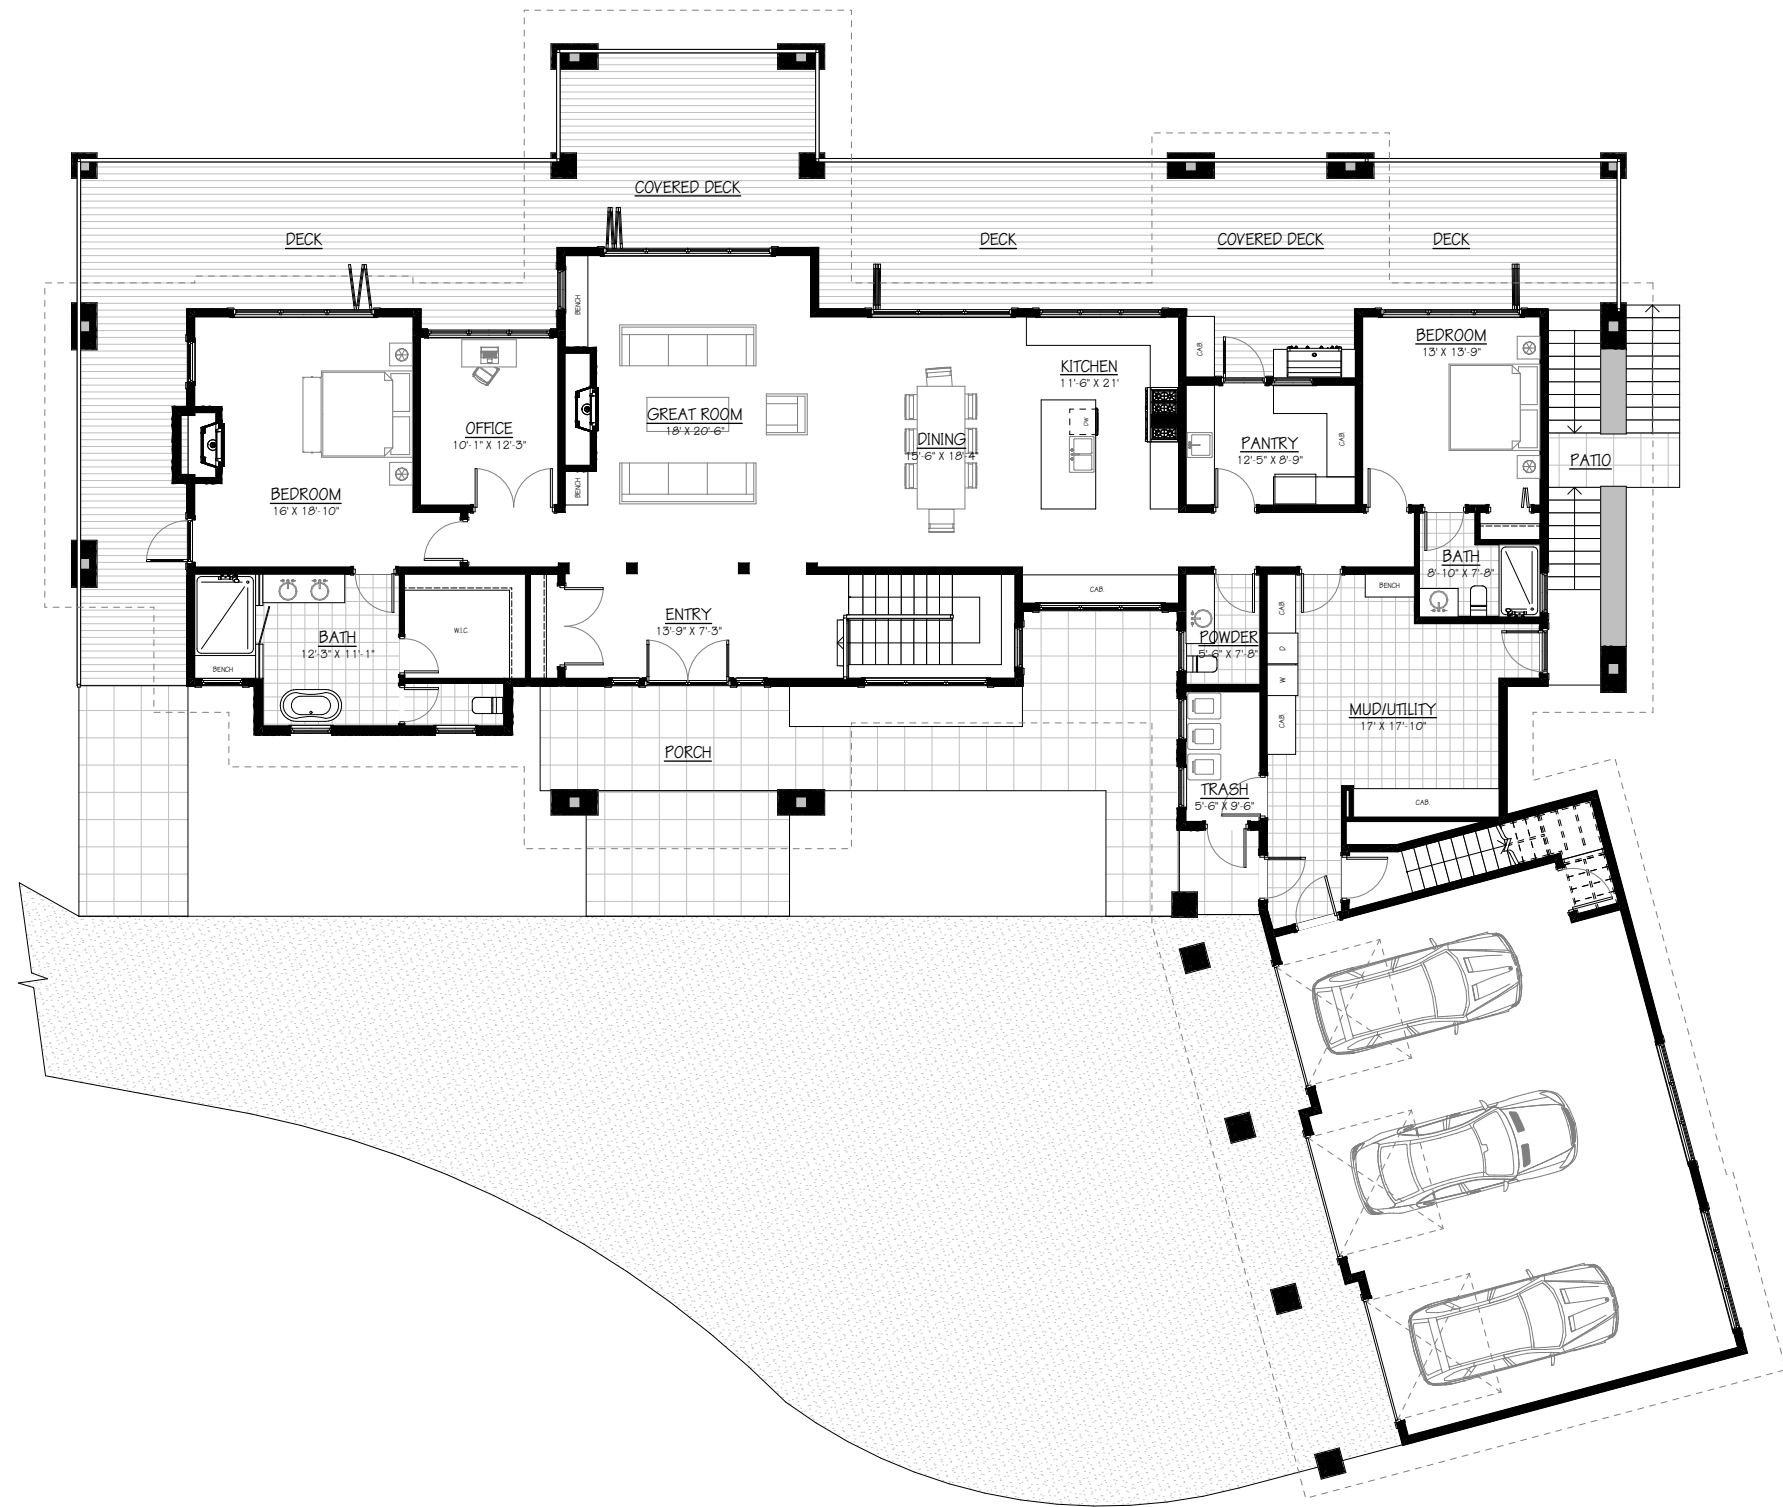 COVERED DECK
DECK
DECK
COVERED DECK
DECK
BENCH
CAB.
BEDROOM
13' X 13'-9"
KITCHEN
11'-6" X 21'
GREAT ROOM
18' X 20'-6"
DW
OFFICE
10'-1" X 12'-3"
DINING
15'-6" X 18'-4"
PANTRY
12'-5" X 8'-9"
CAB.
PATIO
BENCH
BEDROOM
16' X 18'-10"
BATH
8'-10" X 7'-8"
CAB.
BENCH
CAB.
ENTRY
13'-9" X 7'-3"
W.I.C.
BATH
12'-3" X 11'-1"
POWDER
5'-6" X 7'-8"
D
BENCH
W
MUD/UTILITY
17' X 17'-10"
CAB.
PORCH
TRASH
5'-6" X 9'-6"
CAB.